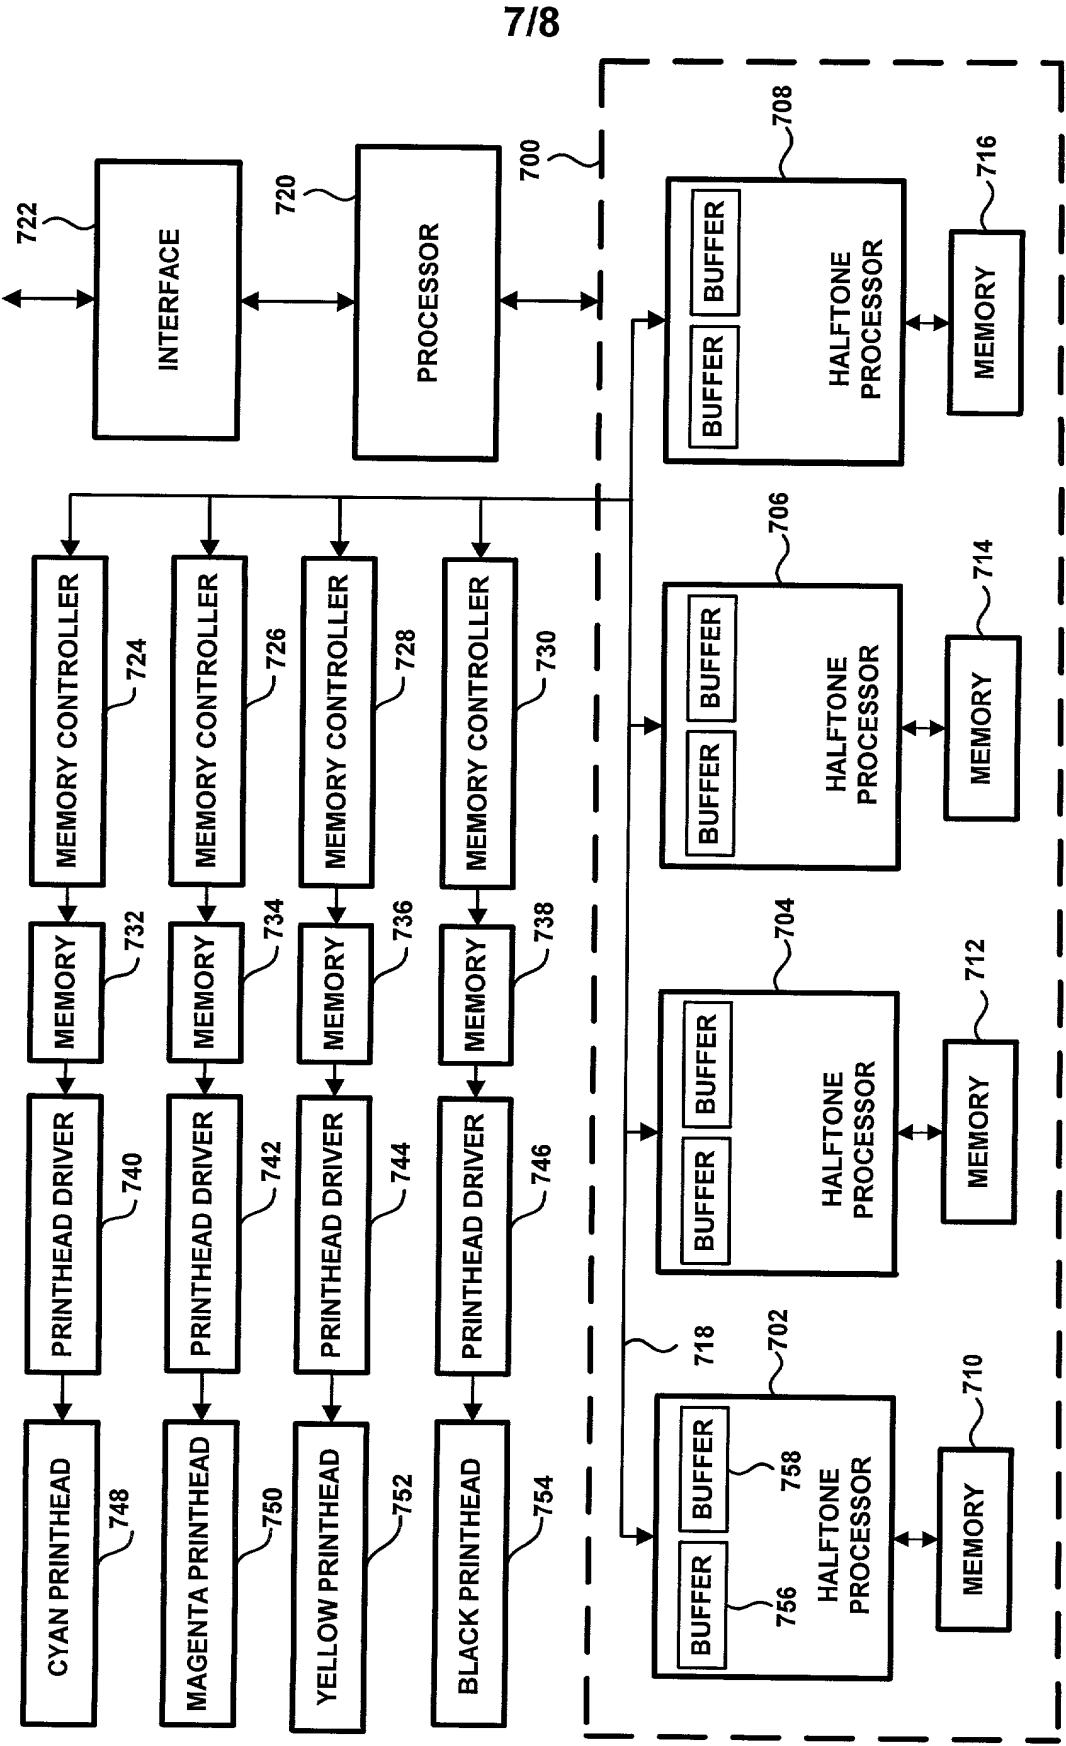 7/8
722
INTERFACE
720
PROCESSOR
700
MEMORY CONTROLLER
724
MEMORY
732
PRINTHEAD DRIVER
740
CYAN PRINTHEAD
748
MEMORY CONTROLLER
726
MEMORY
734
PRINTHEAD DRIVER
742
MAGENTA PRINTHEAD
750
MEMORY CONTROLLER
728
MEMORY
736
PRINTHEAD DRIVER
744
YELLOW PRINTHEAD
752
MEMORY CONTROLLER
730
MEMORY
738
PRINTHEAD DRIVER
746
BLACK PRINTHEAD
754
718
702
BUFFER
756
BUFFER
758
HALFTONE
PROCESSOR
MEMORY
710
704
BUFFER
BUFFER
HALFTONE
PROCESSOR
MEMORY
712
706
BUFFER
BUFFER
HALFTONE
PROCESSOR
MEMORY
714
708
BUFFER
BUFFER
HALFTONE
PROCESSOR
MEMORY
716